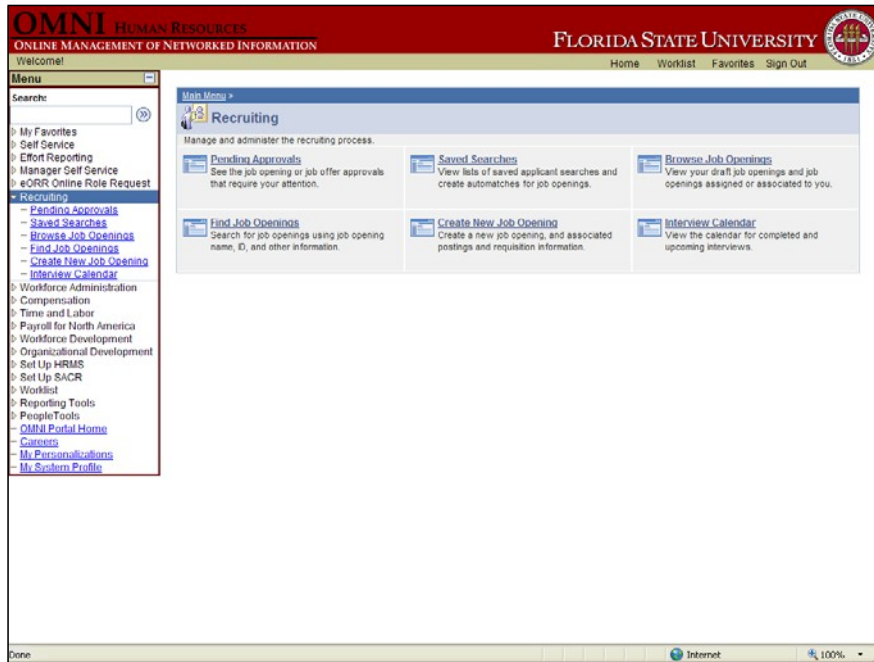 OMNI HUMAN RESOURCES
ONLINE MANAGEMENT OF NETWORKED INFORMATION
FLORIDA STATE UNIVERSITY
Welcome!
Home Worklist Favorites Sign Out
Menu
Search:
My Favorites
Self Service
Effort Reporting
Manager Self Service
eORR Online Role Request
Recruiting
Pending Approvals
Saved Searches
Browse Job Openings
Find Job Openings
Create New Job Opening
Interview Calendar
Workforce Administration
Compensation
Time and Labor
Payroll for North America
Workforce Development
Organizational Development
Set Up HRMS
Set Up SACR
Worklist
Reporting Tools
PeopleTools
OMNI Portal Home
Careers
My Personalizations
My System Profile
Main Menu >
Recruiting
Manage and administer the recruiting process.
Pending Approvals
See the job opening or job offer approvals
that require your attention.
Saved Searches
View lists of saved applicant searches and
create automatches for job openings.
Browse Job Openings
View your draft job openings and job
openings assigned or associated to you.
Find Job Openings
Search for job openings using job opening
name, ID, and other information.
Create New Job Opening
Create a new job opening, and associated
postings and requisition information.
Interview Calendar
View the calendar for completed and
upcoming interviews.
Done
Internet
100%